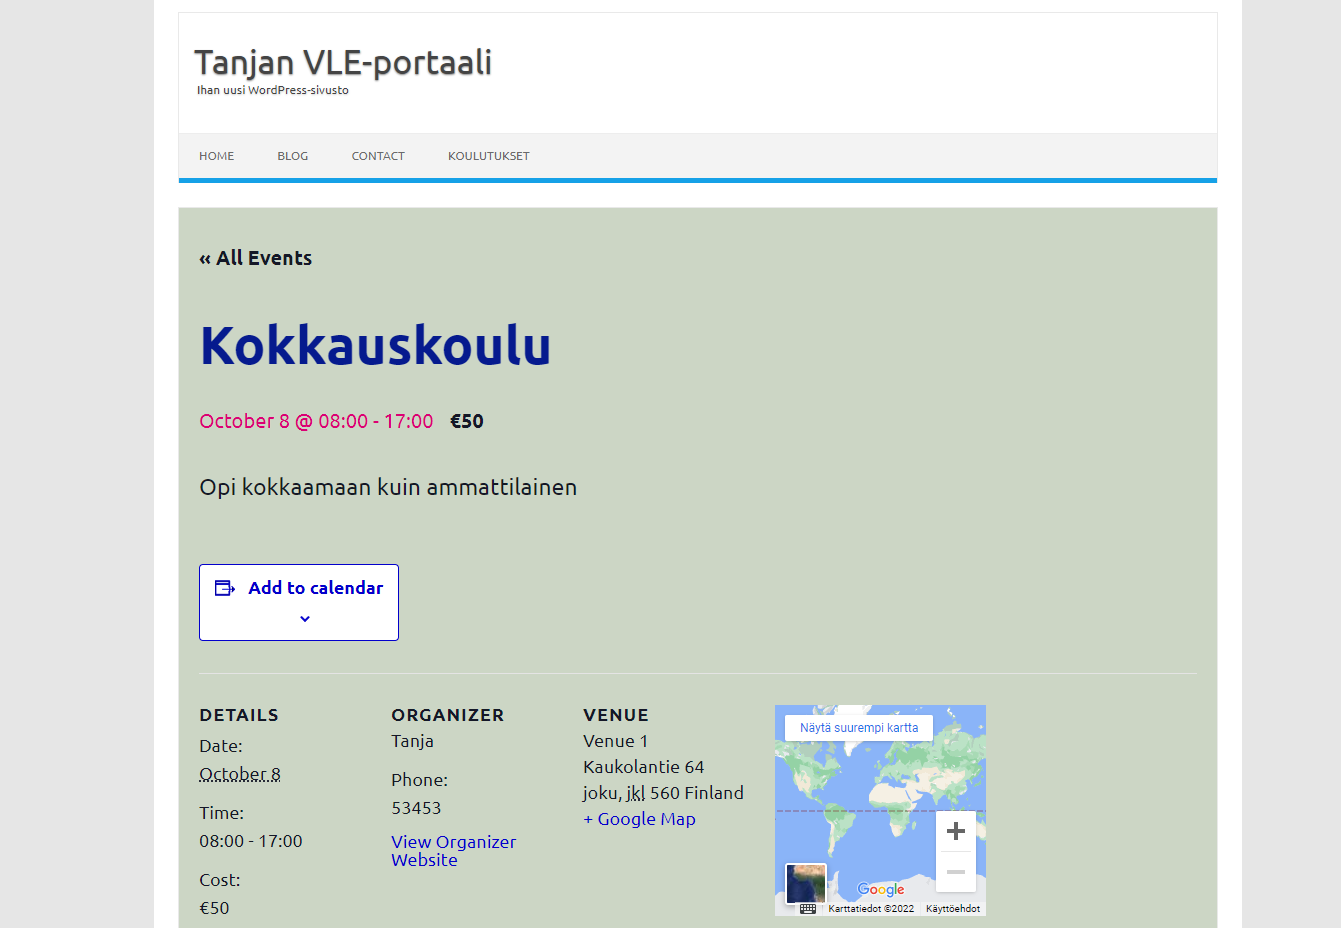 Tanjan VLE-portaali
Ihan uusi WordPress-sivusto
HOME BLOG CONTACT KOULUTUKSET
« All Events
Kokkauskoulu
October 8 @ 08:00 - 17:00 €50
Opi kokkaamaan kuin ammattilainen
Add to calendar
DETAILS
Date:
October 8
Time:
08:00 - 17:00
Cost:
€50
ORGANIZER
Tanja
Phone:
53453
View Organizer
Website
VENUE
Venue 1
Kaukolantie 64
joku, jkl 560 Finland
+ Google Map
Näytä suurempi kartta
Google
Karttatiedot ©2022 Käyttöehdot